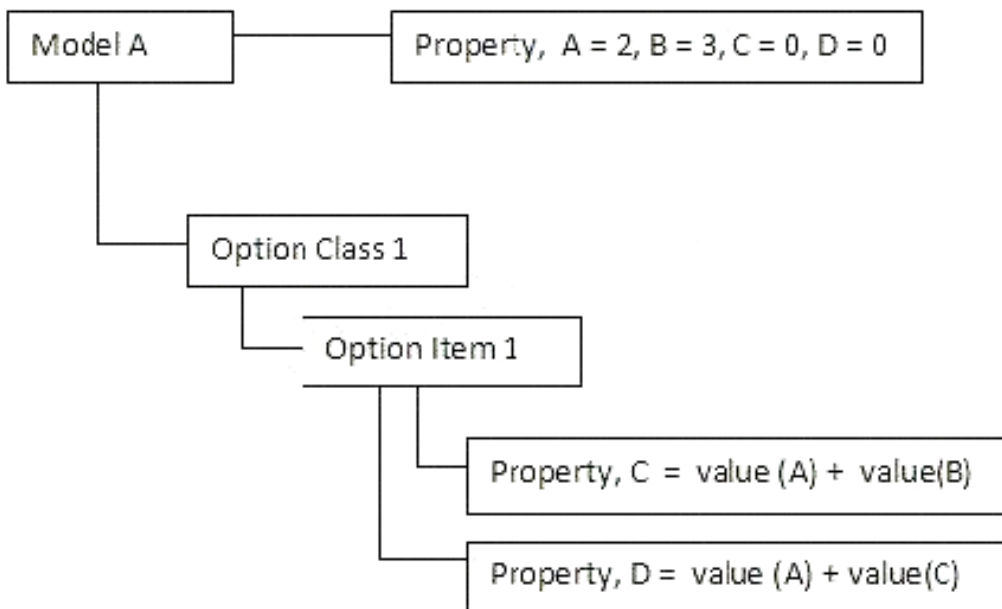 Model A
Property, A = 2, B = 3, C = 0, D = 0
Option Class 1
Option Item 1
Property, C = value (A) + value(B)
Property, D = value (A) + value(C)